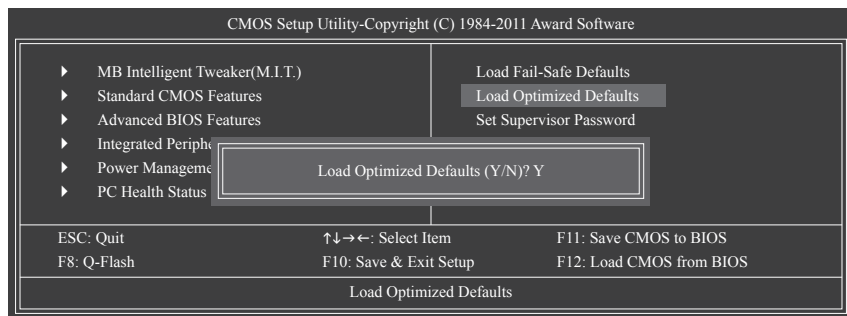 CMOS Setup Utility-Copyright (C) 1984-2011 Award Software
MB Intelligent Tweaker(M.I.T.)
Standard CMOS Features
Advanced BIOS Features
Integrated
Power
PC Health Status
Load Fail-Safe Defaults
Load Optimized Defaults
Set Supervisor Password
Load Optimized Defaults (Y/N)? Y
ESC: Quit
↑↓→←: Select Item
F11: Save CMOS to BIOS
F8: Q-Flash
F10: Save & Exit Setup
F12: Load CMOS from BIOS
Load Optimized Defaults